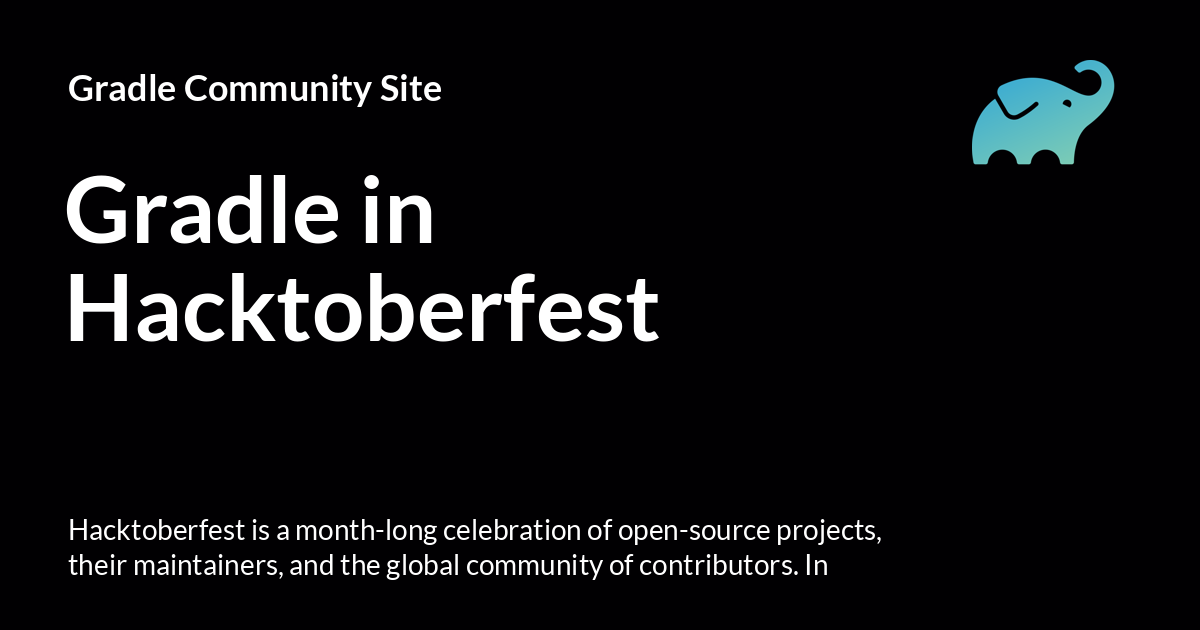 Gradle Community Site
Gradle in
Hacktoberfest
Hacktoberfest is a month-long celebration of open-source projects,
their maintainers, and the global community of contributors. In